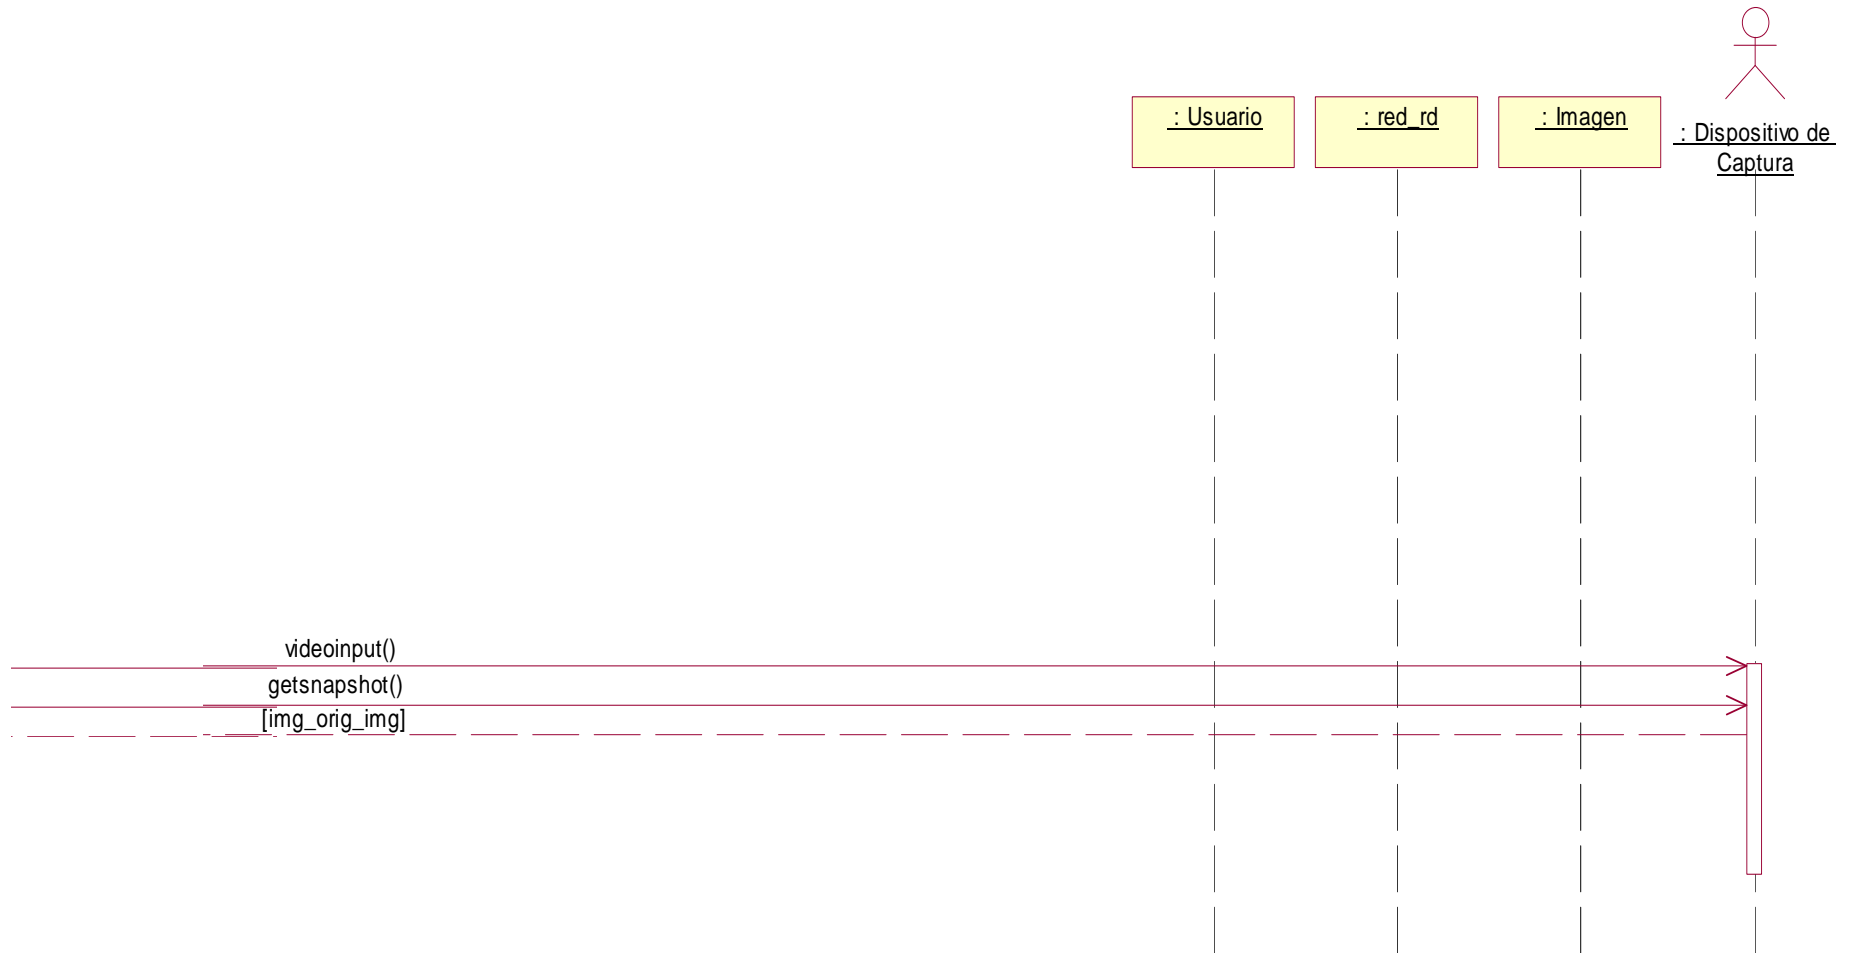 : Usuario
: red_rd
: Imagen
: Dispositivo de
Captura
videoinput()
getsnapshot()
[img_orig_img]